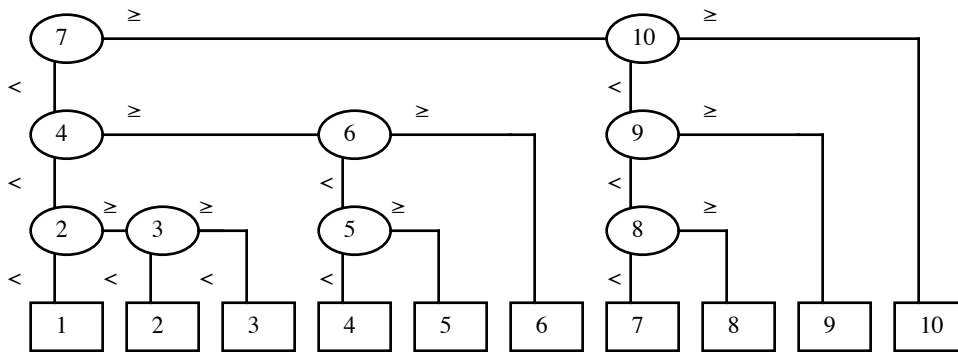 ≥ ≥
7 10
< <
≥ ≥ ≥
4 6 9
< < <
≥ ≥ ≥ ≥
2 3 5 8
< < < < <
1 2 3 4 5 6 7 8 9 10